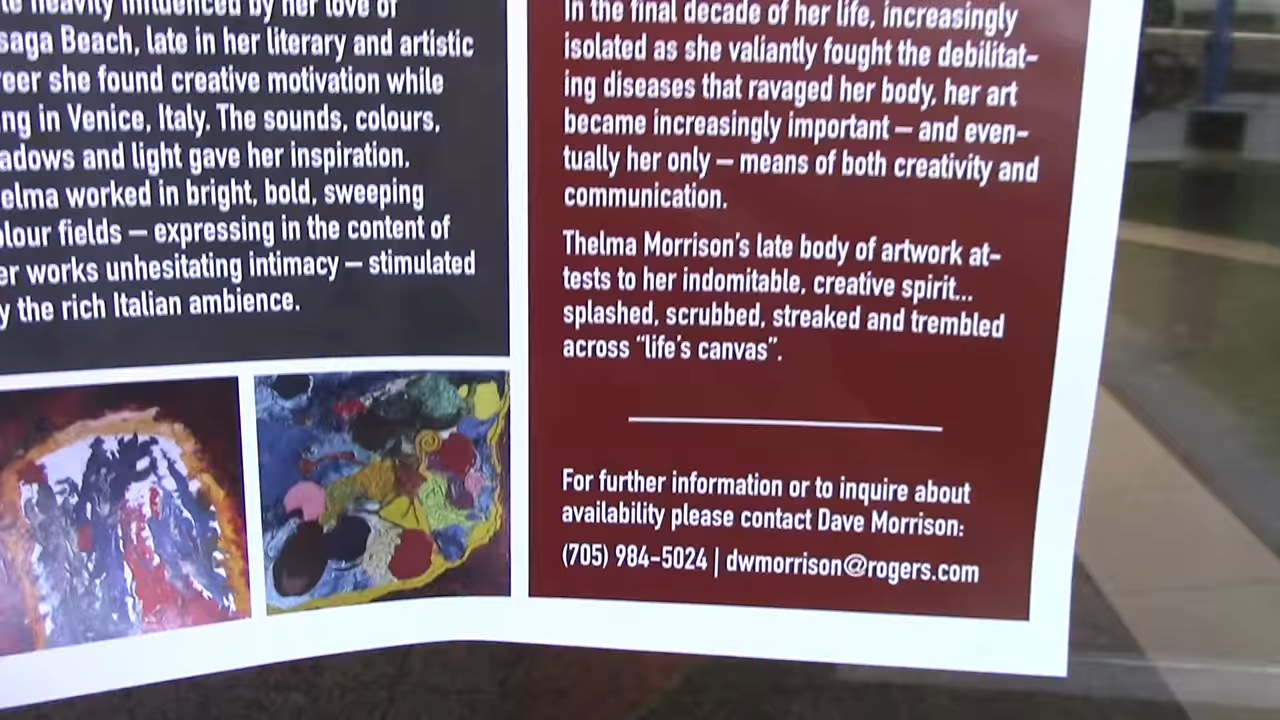 heavily influenced by her love of
saga Beach, late in her literary and artistic
reer she found creative motivation while
ng in Venice, Italy. The sounds, colours,
adows and light gave her inspiration.
elma worked in bright, bold, sweeping
olour fields — expressing in the content of
er works unhesitating intimacy — stimulated
y the rich Italian ambience.
In the final decade of her life, increasingly
isolated as she valiantly fought the debilitat-
ing diseases that ravaged her body, her art
became increasingly important — and even-
tually her only — means of both creativity and
communication.
Thelma Morrison's late body of artwork at-
tests to her indomitable, creative spirit...
splashed, scrubbed, streaked and trembled
across "life's canvas".
For further information or to inquire about
availability please contact Dave Morrison:
(705) 984-5024 | dwmorrison@rogers.com